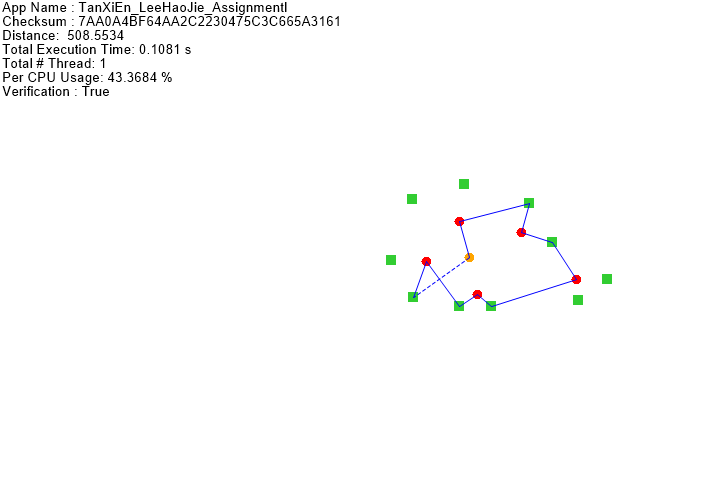 App Name : TanXiEn_LeeHaoJie_AssignmentI
Checksum : 7AA0A4BF64AA2C2230475C3C665A3161
Distance:  508.5534
Total Execution Time: 0.1081 s
Total # Thread: 1
Per CPU Usage: 43.3684 %
Verification : True